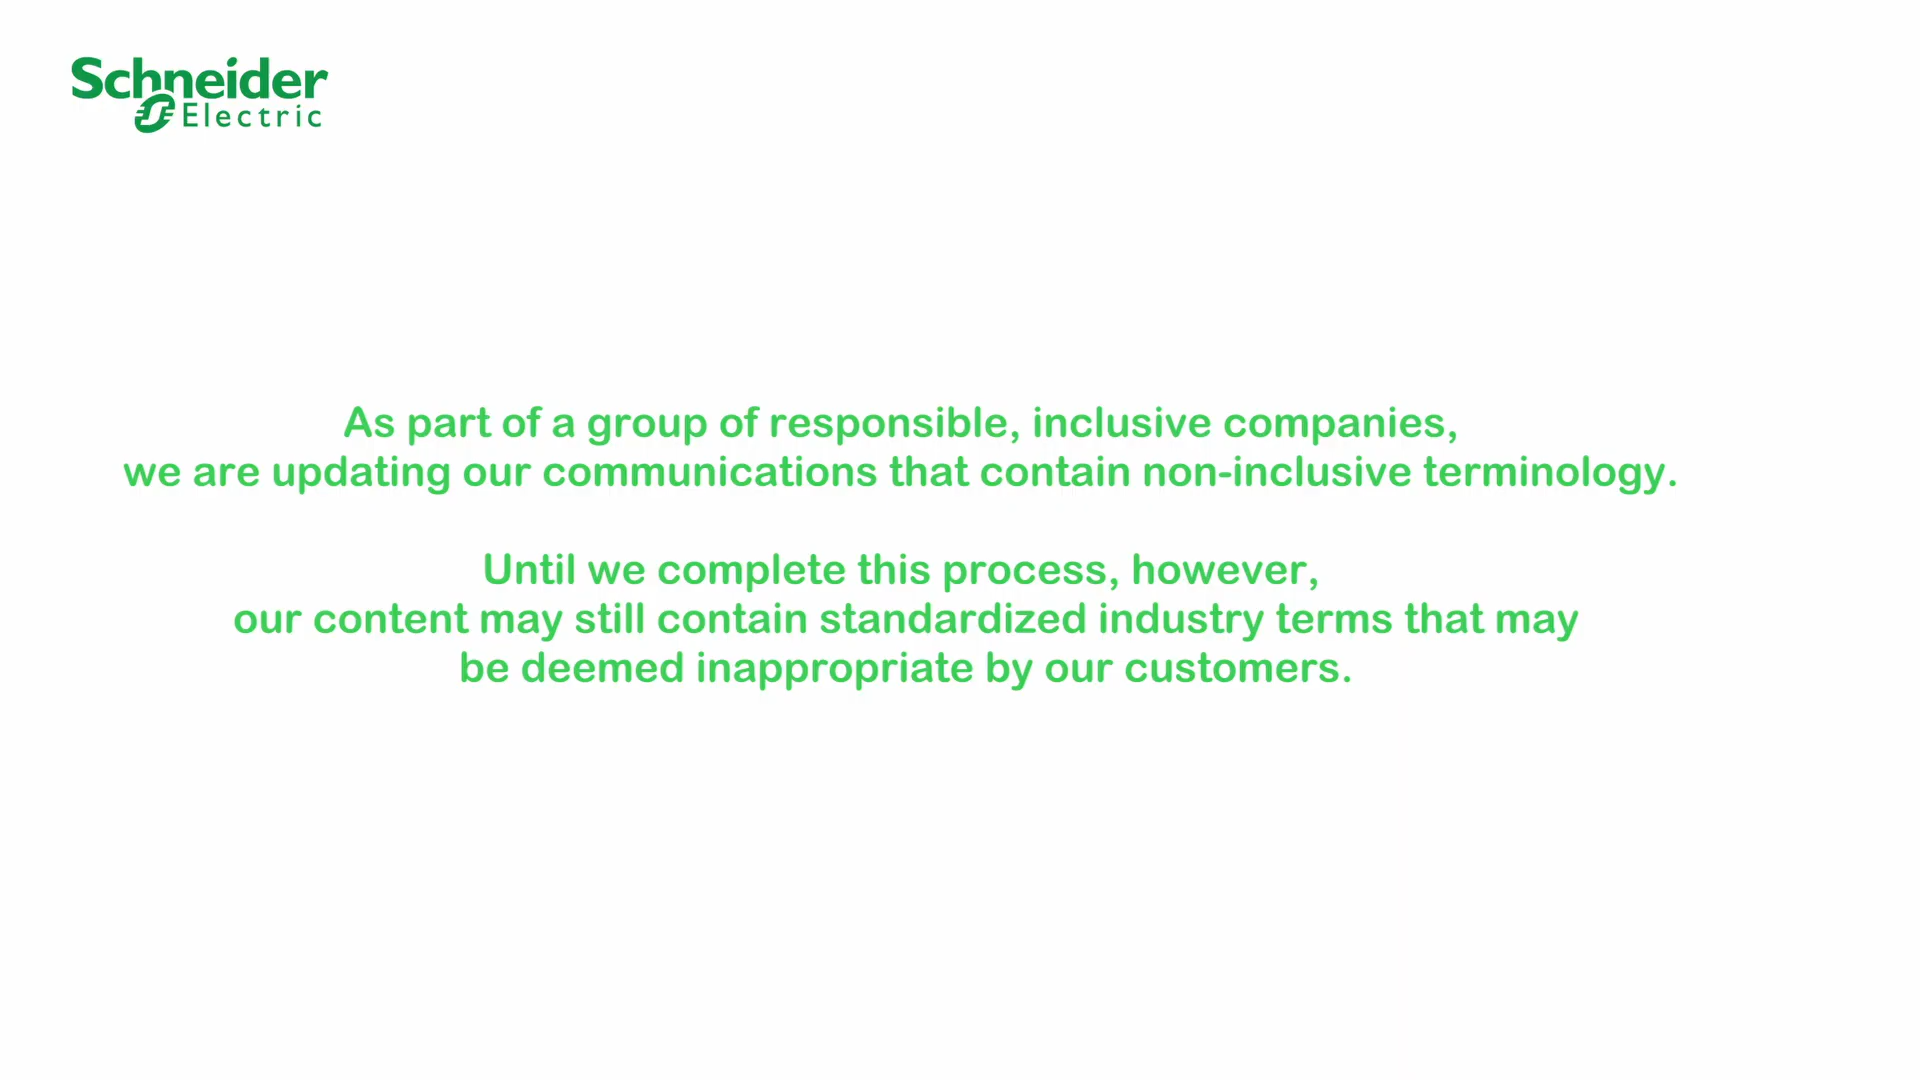 Schneider
Electric
As part of a group of responsible, inclusive companies,
we are updating our communications that contain non-inclusive terminology.
Until we complete this process, however,
our content may still contain standardized industry terms that may
be deemed inappropriate by our customers.